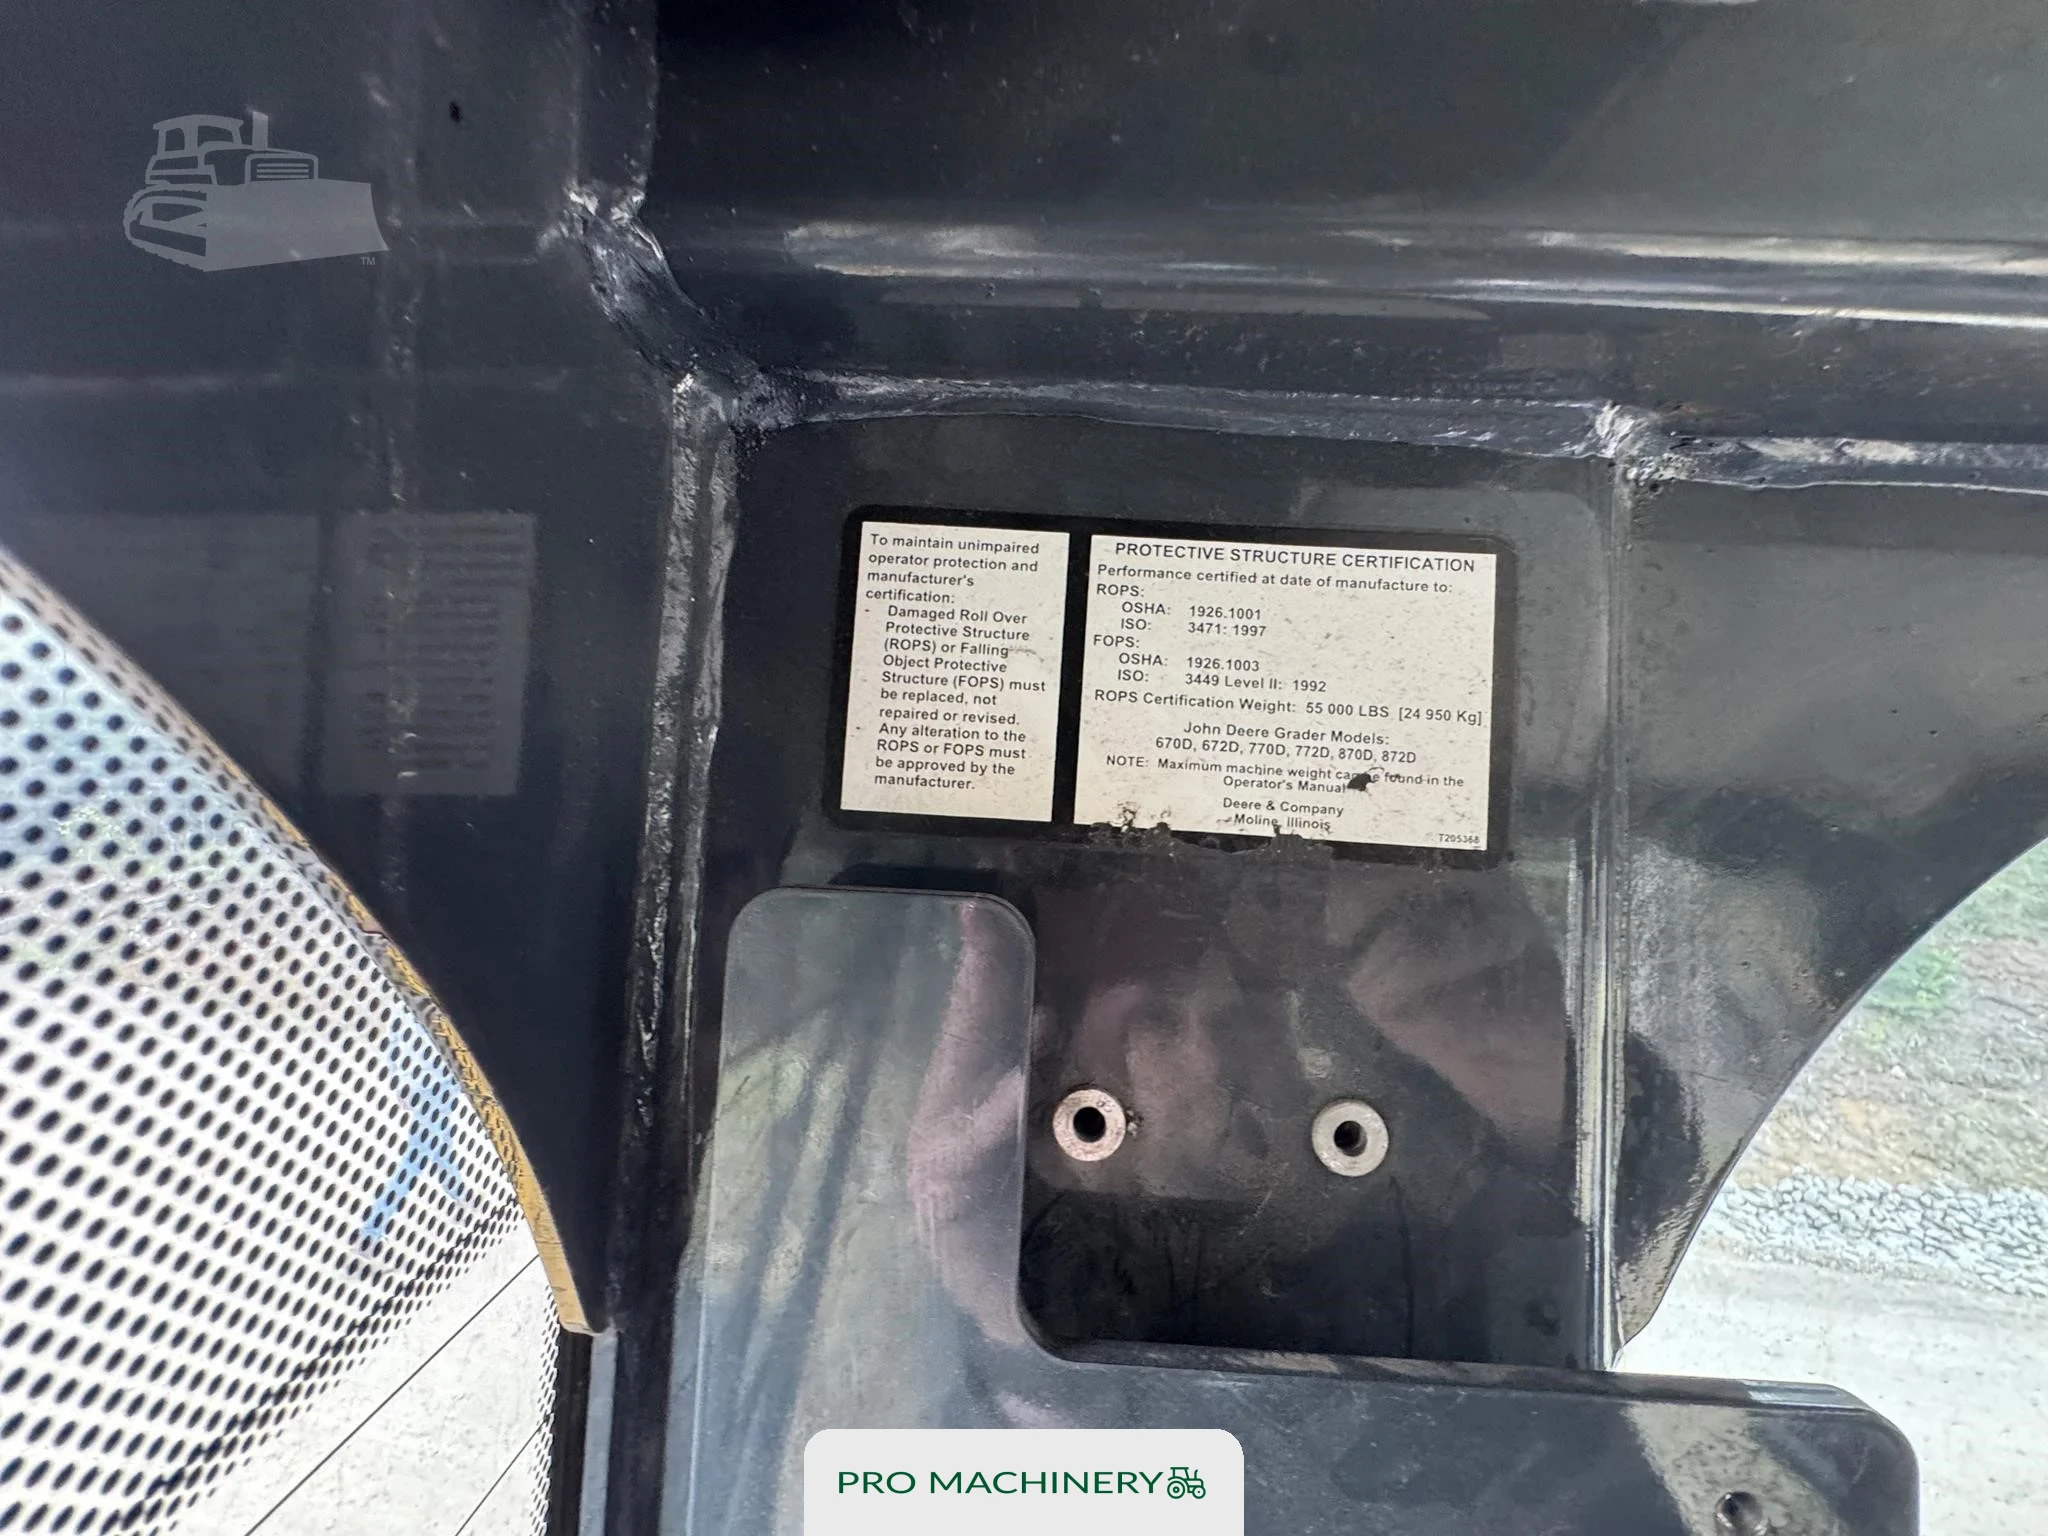 TM
To maintain unimpaired
operator protection and
manufacturer's
certification:
Damaged Roll Over
Protective Structure
(ROPS) or Falling
Object Protective
Structure (FOPS) must
be replaced, not
repaired or revised.
Any alteration to the
ROPS or FOPS must
be approved by the
manufacturer.
PROTECTIVE STRUCTURE CERTIFICATION
Performance certified at date of manufacture to:
ROPS:
OSHA: 1926.1001
ISO: 3471: 1997
FOPS:
OSHA: 1926.1003
ISO: 3449 Level II: 1992
ROPS Certification Weight: 55 000 LBS [24 950 Kg]
John Deere Grader Models:
670D, 672D, 770D, 772D, 870D, 872D
NOTE: Maximum machine weight can be found in the
Operator's Manual
Deere & Company
Moline, Illinois
T205368
PRO MACHINERY